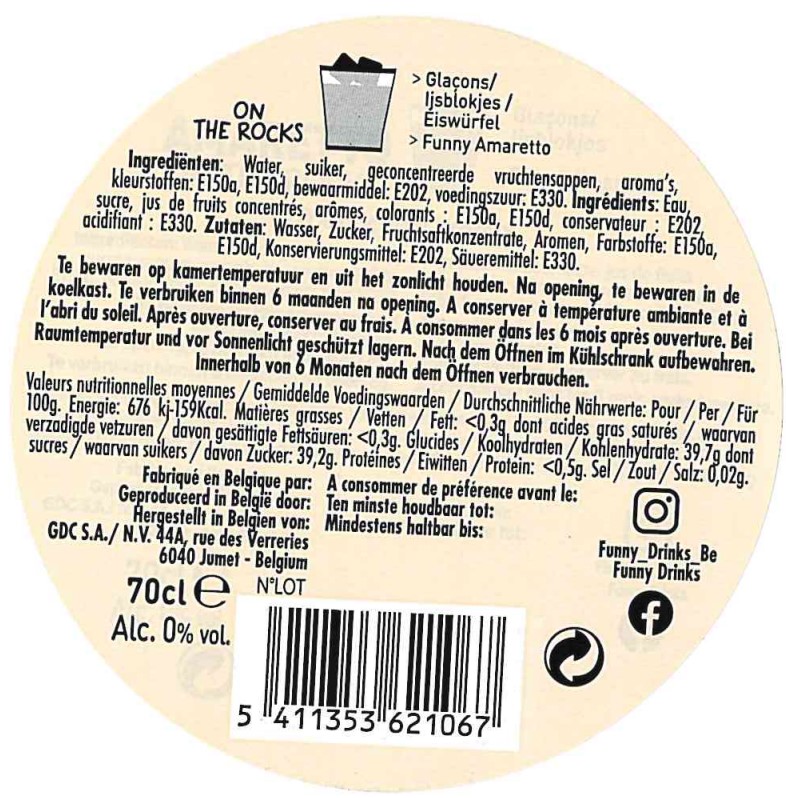 > Glaçons/
Ijsblokjes /
Eiswürfel
> Funny Amaretto
ON
THE ROCKS
Ingrediënten: Water, suiker, geconcentreerde vruchtensappen, aroma's,
kleurstoffen: E150a, E150d, bewaarmiddel: E202, voedingszuur: E330. Ingrédients: Eau,
sucre, jus de fruits concentrés, arômes, colorants : E150a, E150d, conservateur : E202,
acidifiant : E330. Zutaten: Wasser, Zucker, Fruchtsaftkonzentrate, Aromen, Farbstoffe: E150a,
E150d, Konservierungsmittel: E202, Säueremittel: E330.
Te bewaren op kamertemperatuur en uit het zonlicht houden. Na opening, te bewaren in de
koelkast. Te verbruiken binnen 6 maanden na opening. A conserver à température ambiante et à
l'abri du soleil. Après ouverture, conserver au frais. A consommer dans les 6 mois après ouverture. Bei
Raumtemperatur und vor Sonnenlicht geschützt lagern. Nach dem Öffnen im Kühlschrank aufbewahren.
Innerhalb von 6 Monaten nach dem Öffnen verbrauchen.
Valeurs nutritionnelles moyennes / Gemiddelde Voedingswaarden / Durchschnittliche Nährwerte: Pour / Per / Für
100g. Energie: 676 kj-159Kcal. Matières grasses / Vetten / Fett: <0,3g dont acides gras saturés / waarvan
verzadigde vetzuren / davon gesättigte Fettsäuren: <0,3g. Glucides / Koolhydraten / Kohlenhydrate: 39,7g dont
sucres / waarvan suikers / davon Zucker: 39,2g. Protéines / Eiwitten / Protein: <0,5g. Sel / Zout / Salz: 0,02g.
Fabriqué en Belgique par:
Geproduceerd in België door:
Hergestellt in Belgien von:
GDC S.A./ N.V. 44A, rue des Verreries
6040 Jumet - Belgium
A consommer de préférence avant le:
Ten minste houdbaar tot:
Mindestens haltbar bis:
Funny_Drinks_Be
Funny Drinks
70cl e
N°LOT
Alc. 0% vol.
5 411353 621067